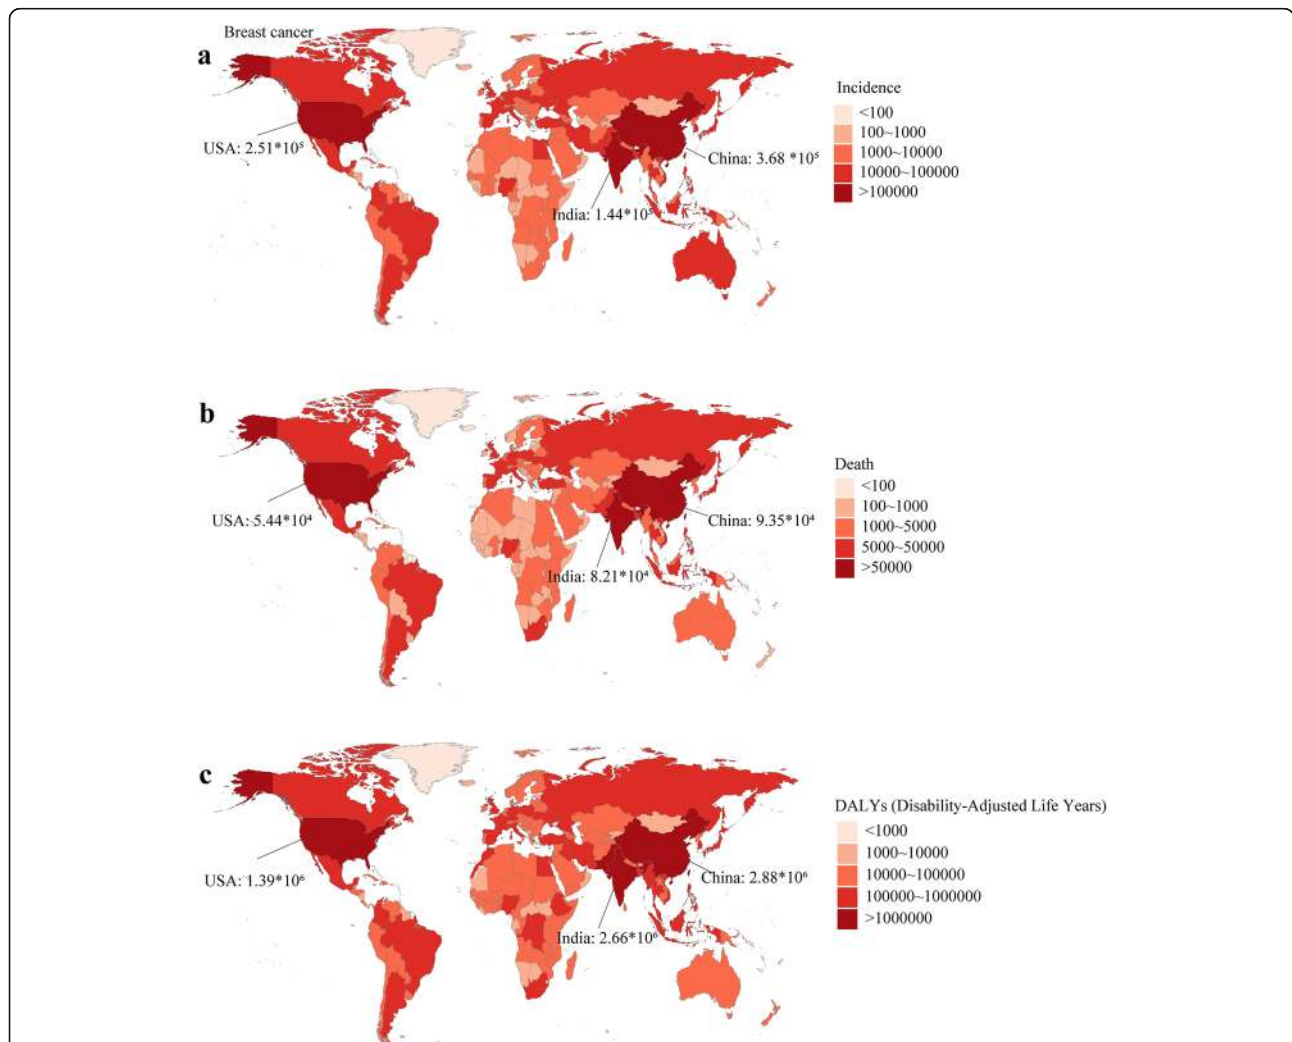 Breast cancer
a
Incidence
<100
100~1000
1000~10000
10000~100000
>100000
USA: 2.51*10⁵
China: 3.68 *10⁵
India: 1.44*10⁵
b
Death
<100
100~1000
1000~5000
5000~50000
>50000
USA: 5.44*10⁴
China: 9.35*10⁴
India: 8.21*10⁴
c
DALYs (Disability-Adjusted Life Years)
<1000
1000~10000
10000~100000
100000~1000000
>1000000
USA: 1.39*10⁶
China: 2.88*10⁶
India: 2.66*10⁶